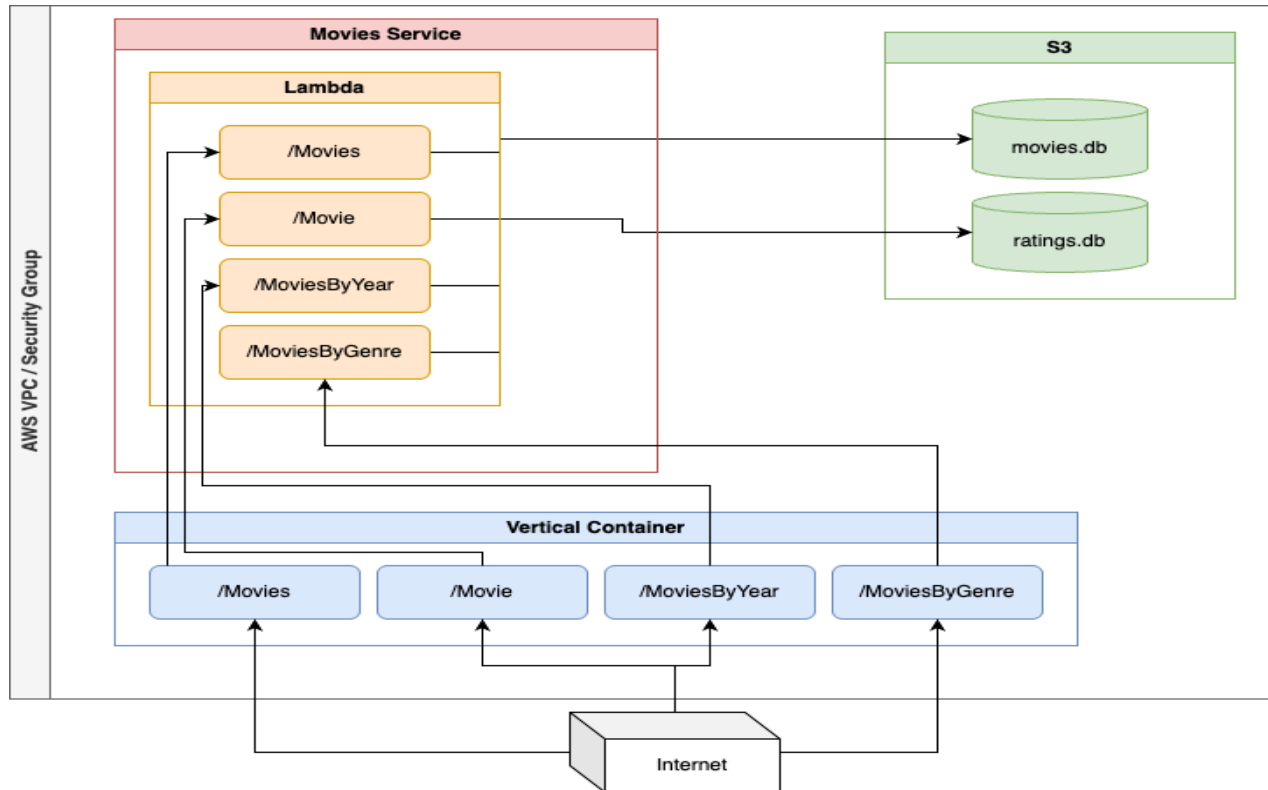 AWS VPC / Security Group
Movies Service
S3
Lambda
/Movies
movies.db
/Movie
ratings.db
/MoviesByYear
/MoviesByGenre
Vertical Container
/Movies
/Movie
/MoviesByYear
/MoviesByGenre
Internet